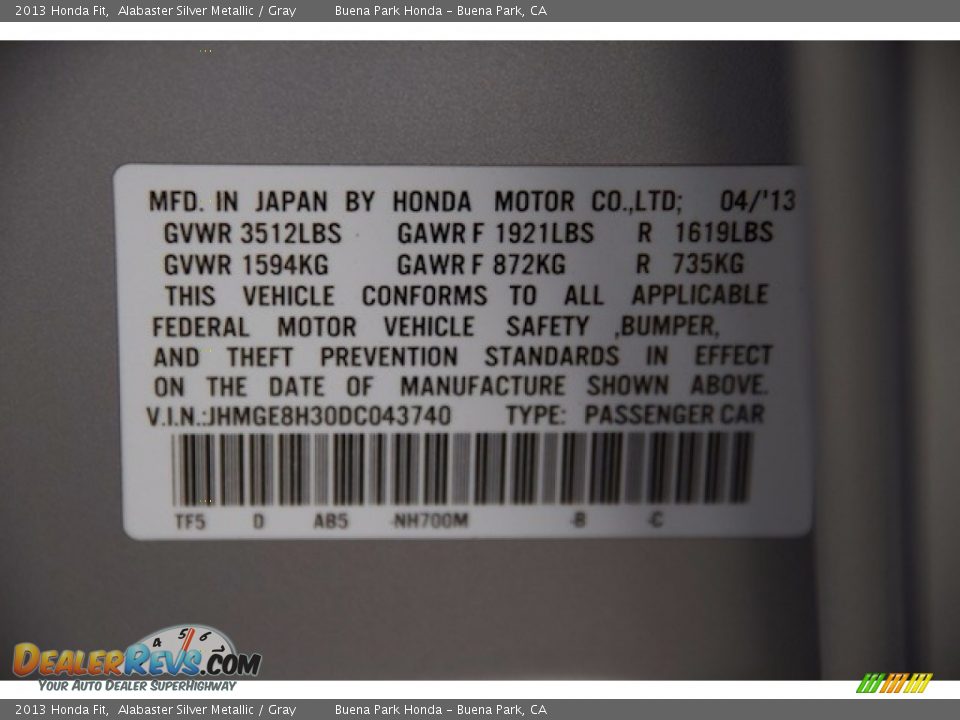 2013 Honda Fit,  Alabaster Silver Metallic / Gray          Buena Park Honda - Buena Park, CA
MFD. IN JAPAN BY HONDA MOTOR CO.,LTD; 04/'13
GVWR 3512LBS GAWR F 1921LBS R 1619LBS
GVWR 1594KG GAWR F 872KG R 735KG
THIS VEHICLE CONFORMS TO ALL APPLICABLE
FEDERAL MOTOR VEHICLE SAFETY ,BUMPER,
AND THEFT PREVENTION STANDARDS IN EFFECT
ON THE DATE OF MANUFACTURE SHOWN ABOVE.
V.I.N.:JHMGE8H30DC043740 TYPE: PASSENGER CAR
TF5 D AB5 -NH700M -B -C
4 5 6
DEALERREVS.COM
YOUR AUTO DEALER SUPERHIGHWAY
2013 Honda Fit,  Alabaster Silver Metallic / Gray          Buena Park Honda - Buena Park, CA